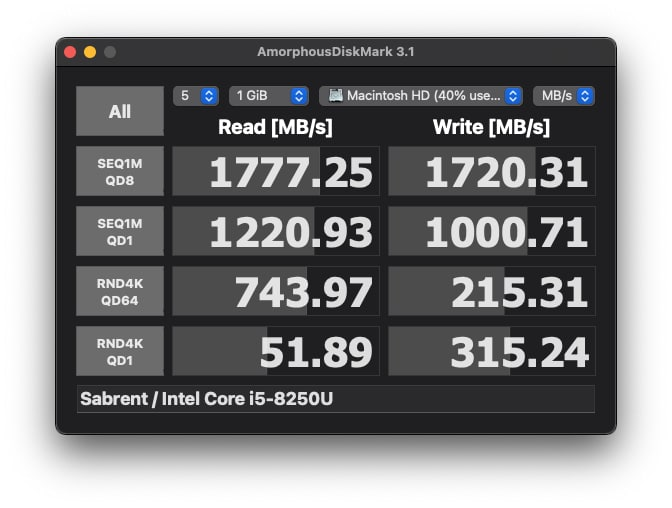 AmorphousDiskMark 3.1
All
5
1 GiB
Macintosh HD (40% use...
MB/s
Read [MB/s]
Write [MB/s]
SEQ1M
QD8
1777.25
1720.31
SEQ1M
QD1
1220.93
1000.71
RND4K
QD64
743.97
215.31
RND4K
QD1
51.89
315.24
Sabrent / Intel Core i5-8250U